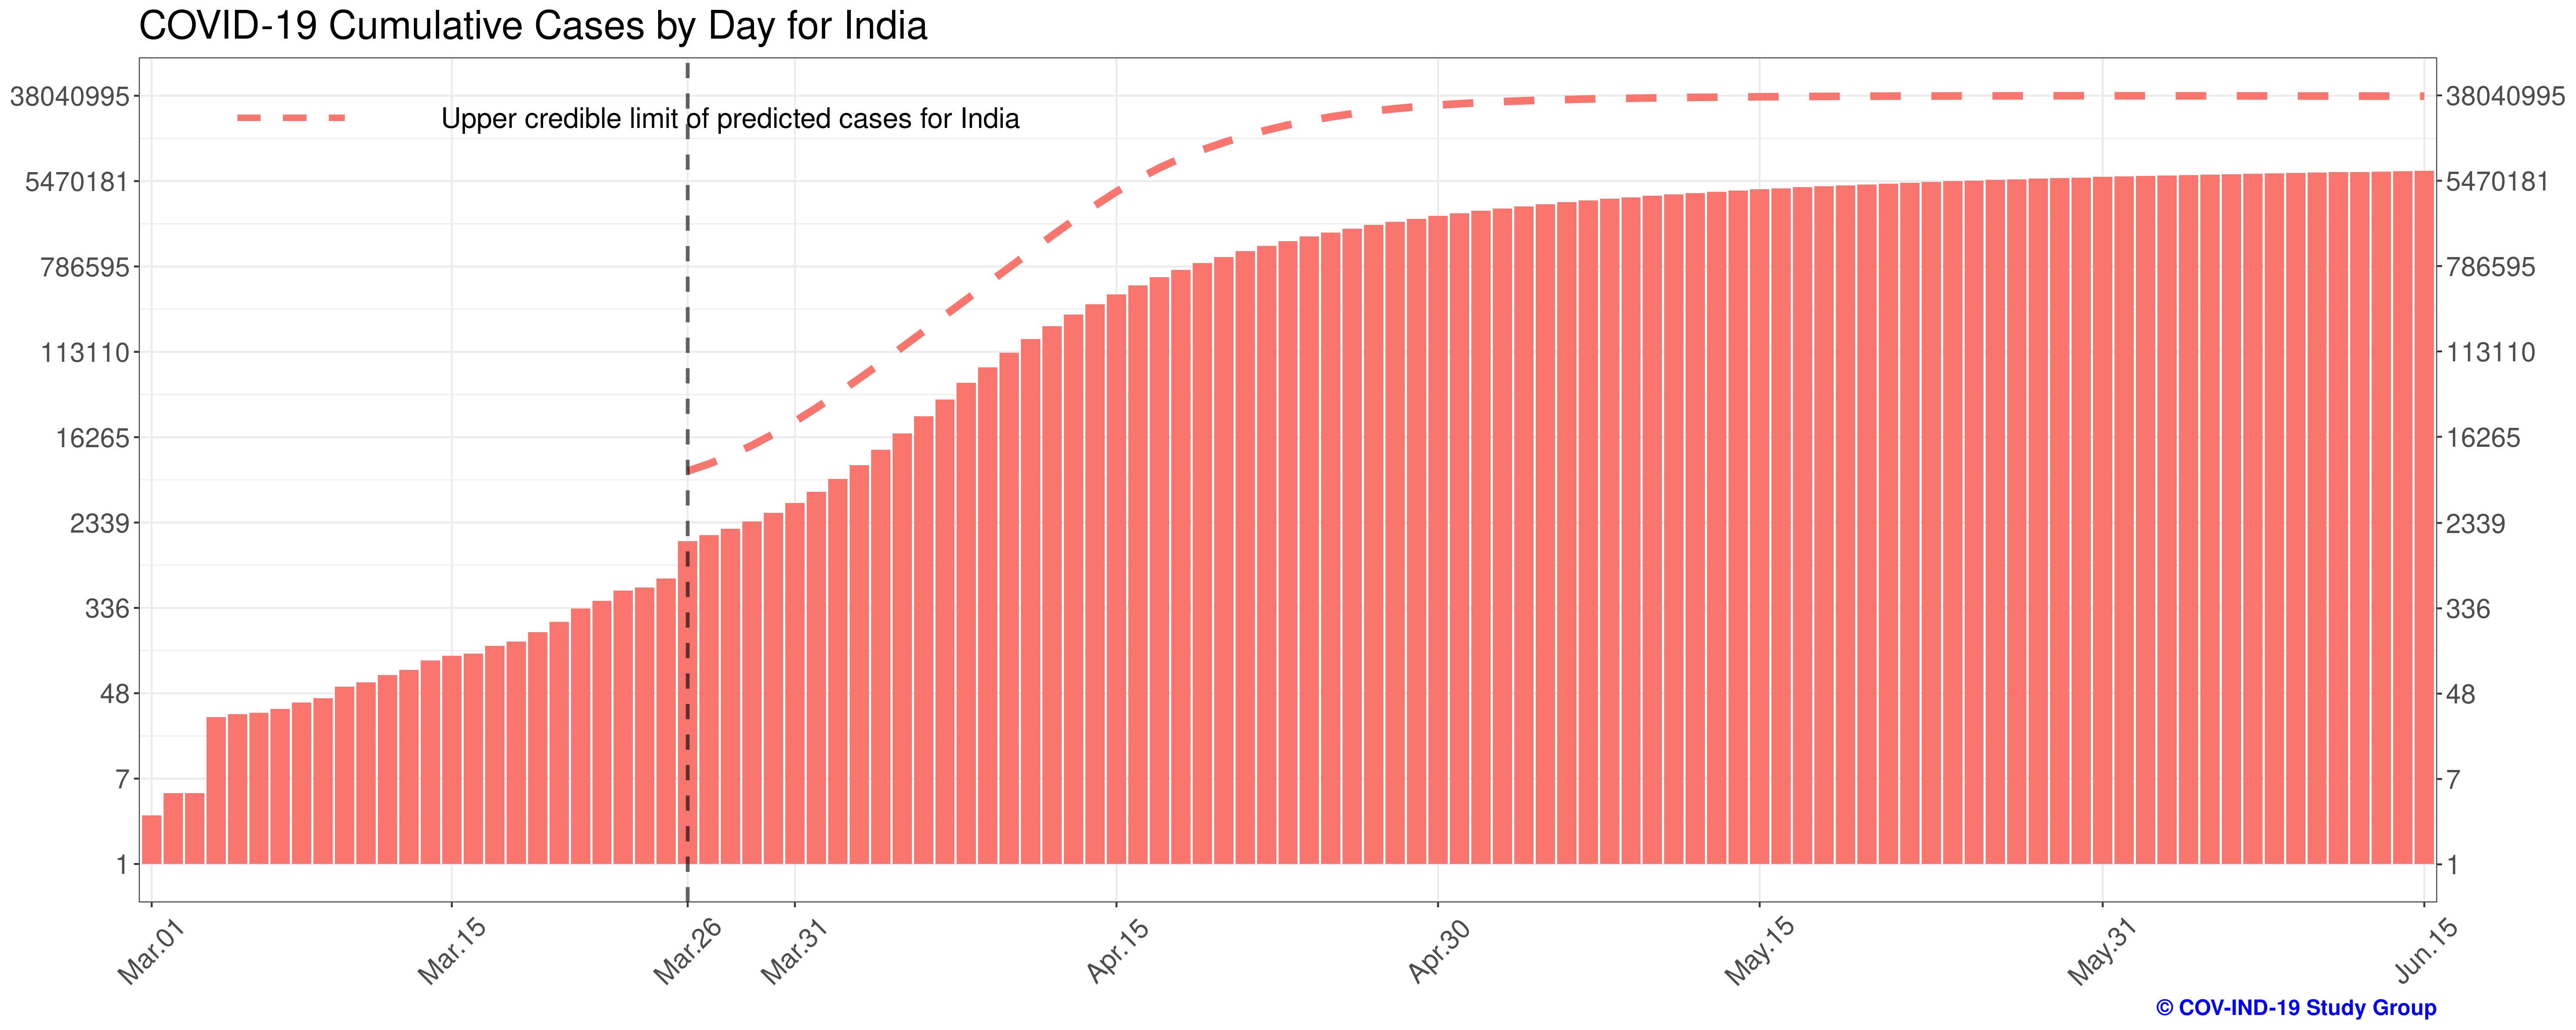 COVID-19 Cumulative Cases by Day for India
Upper credible limit of predicted cases for India
38040995
5470181
786595
113110
16265
2339
336
48
7
1
38040995
5470181
786595
113110
16265
2339
336
48
7
1
Mar.01
Mar.15
Mar.26
Mar.31
Apr.15
Apr.30
May.15
May.31
Jun.15
© COV-IND-19 Study Group